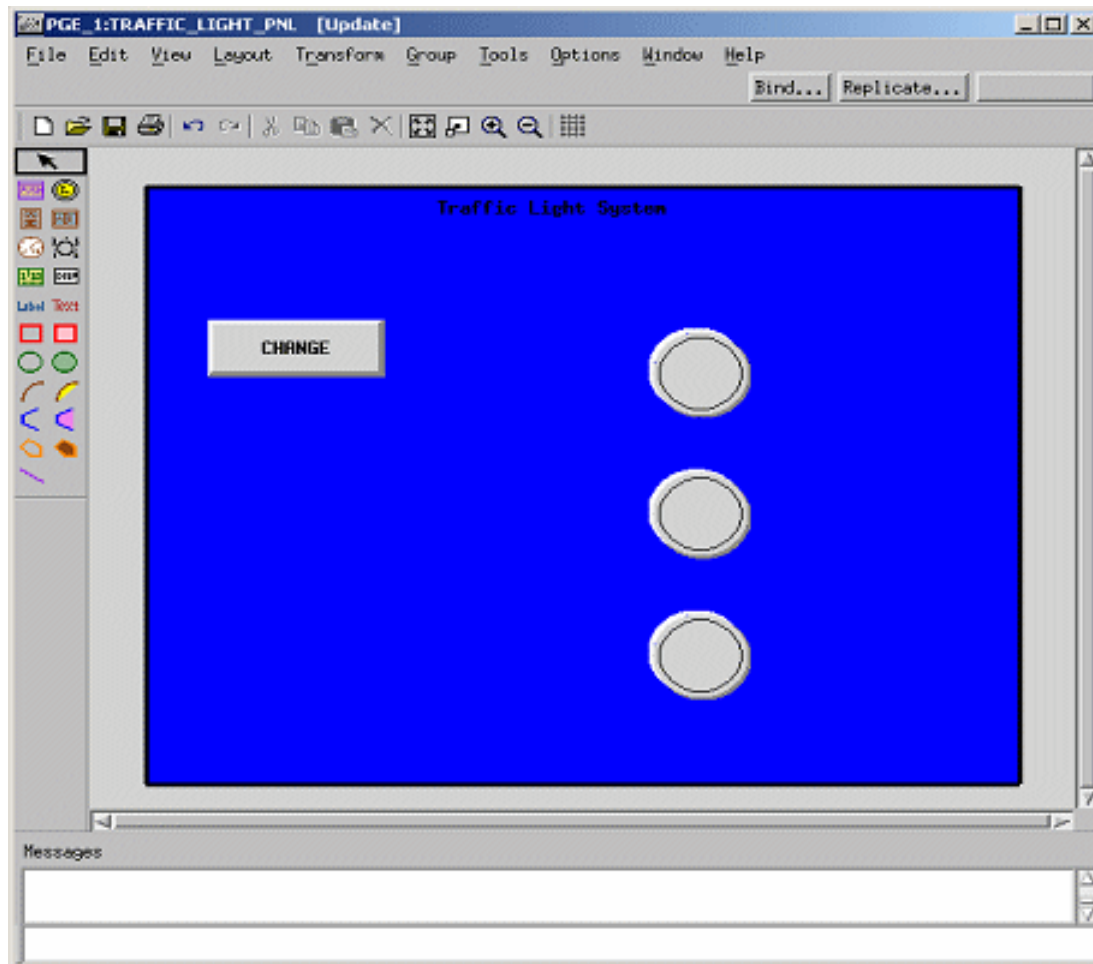 PGE_1:TRAFFIC_LIGHT_PNL [Update]
File Edit View Layout Transform Group Tools Options Window Help
Bind... Replicate...
Label Text
Traffic Light System
CHANGE
Messages